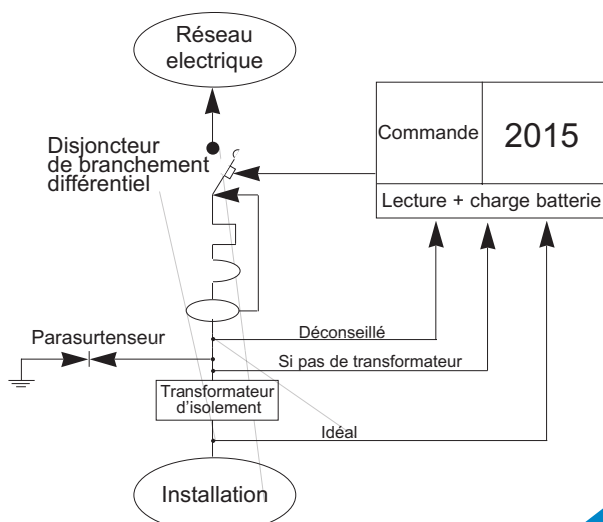 Réseau
electrique
Disjoncteur
de branchement
différentiel
Commande
2015
Lecture + charge batterie
Déconseillé
Parasurtenseur
Si pas de transformateur
Transformateur
d'isolement
Idéal
Installation